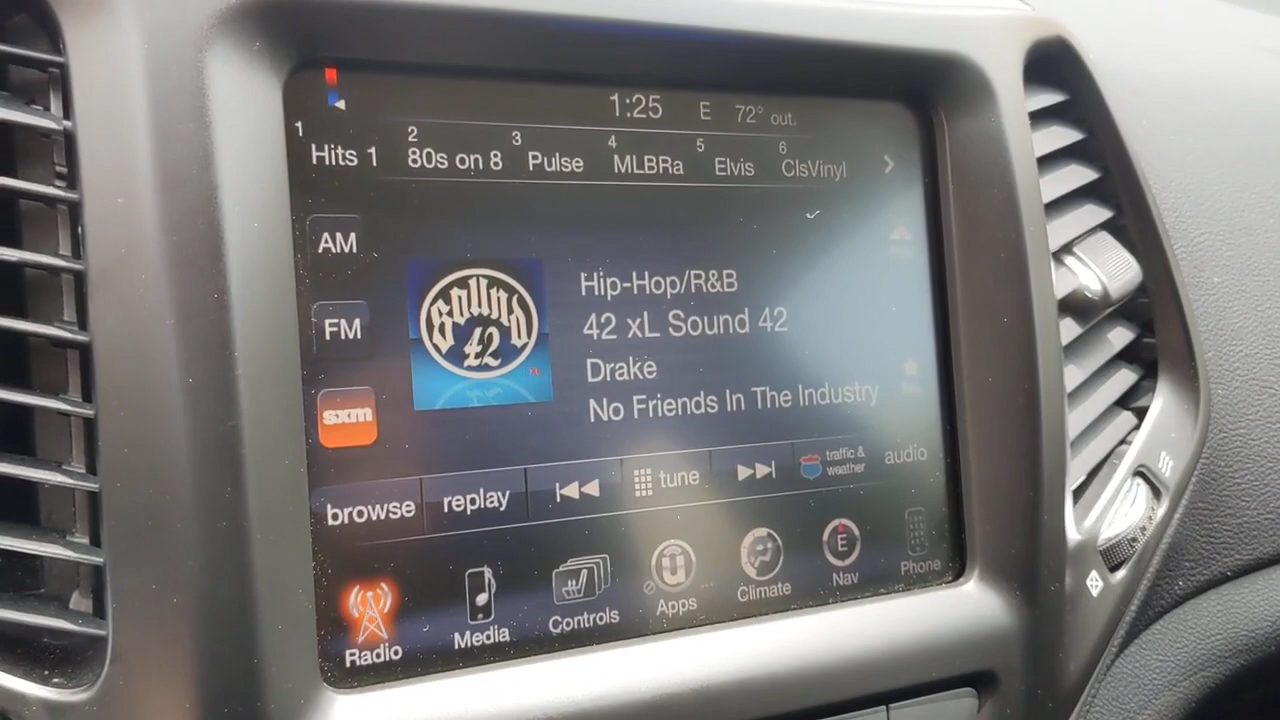 1:25 E 72° out.
1 2 3 4 5 6
Hits 1 80s on 8 Pulse MLBRa Elvis ClsVinyl
AM
FM
sxm
Sound
42
XL
Hip-Hop/R&B
42 xL Sound 42
Drake
No Friends In The Industry
browse replay tune traffic & weather audio
Radio Media Controls Apps Climate E Nav Phone